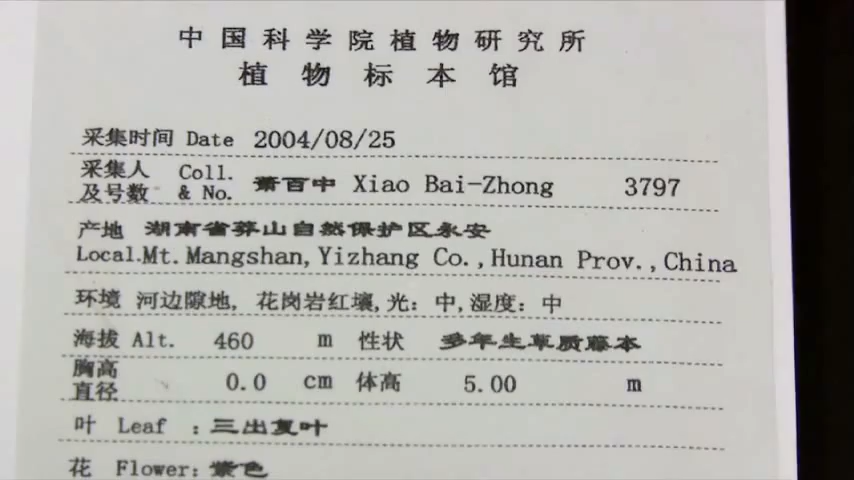 中国科学院植物研究所
植物标本馆
采集时间 Date 2004/08/25
采集人 Coll.
及号数 & No. 萧百中 Xiao Bai-Zhong 3797
产地 湖南省莽山自然保护区永安
Local.Mt.Mangshan,Yizhang Co.,Hunan Prov.,China
环境 河边隙地, 花岗岩红壤,光: 中,湿度: 中
海拔 Alt. 460 m 性状 多年生草质藤本
胸高
直径 0.0 cm 体高 5.00 m
叶 Leaf : 三出复叶
花 Flower: 紫色